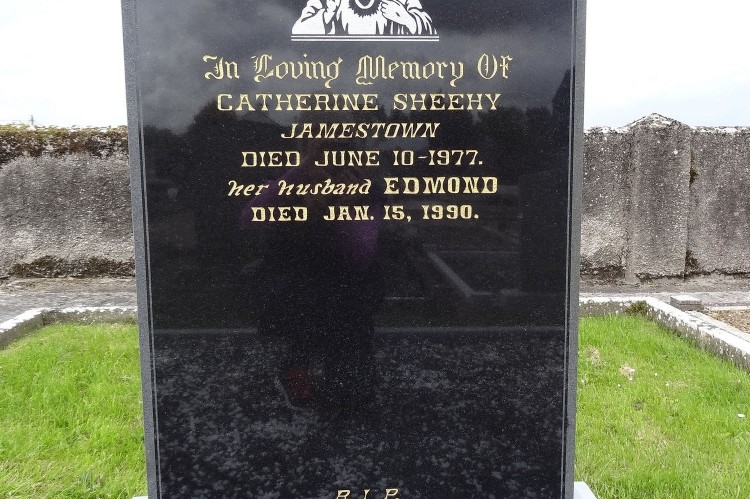 In Loving Memory Of
CATHERINE SHEEHY
JAMESTOWN
DIED JUNE 10-1977.
her husband EDMOND
DIED JAN. 15, 1990.
R.I.P.